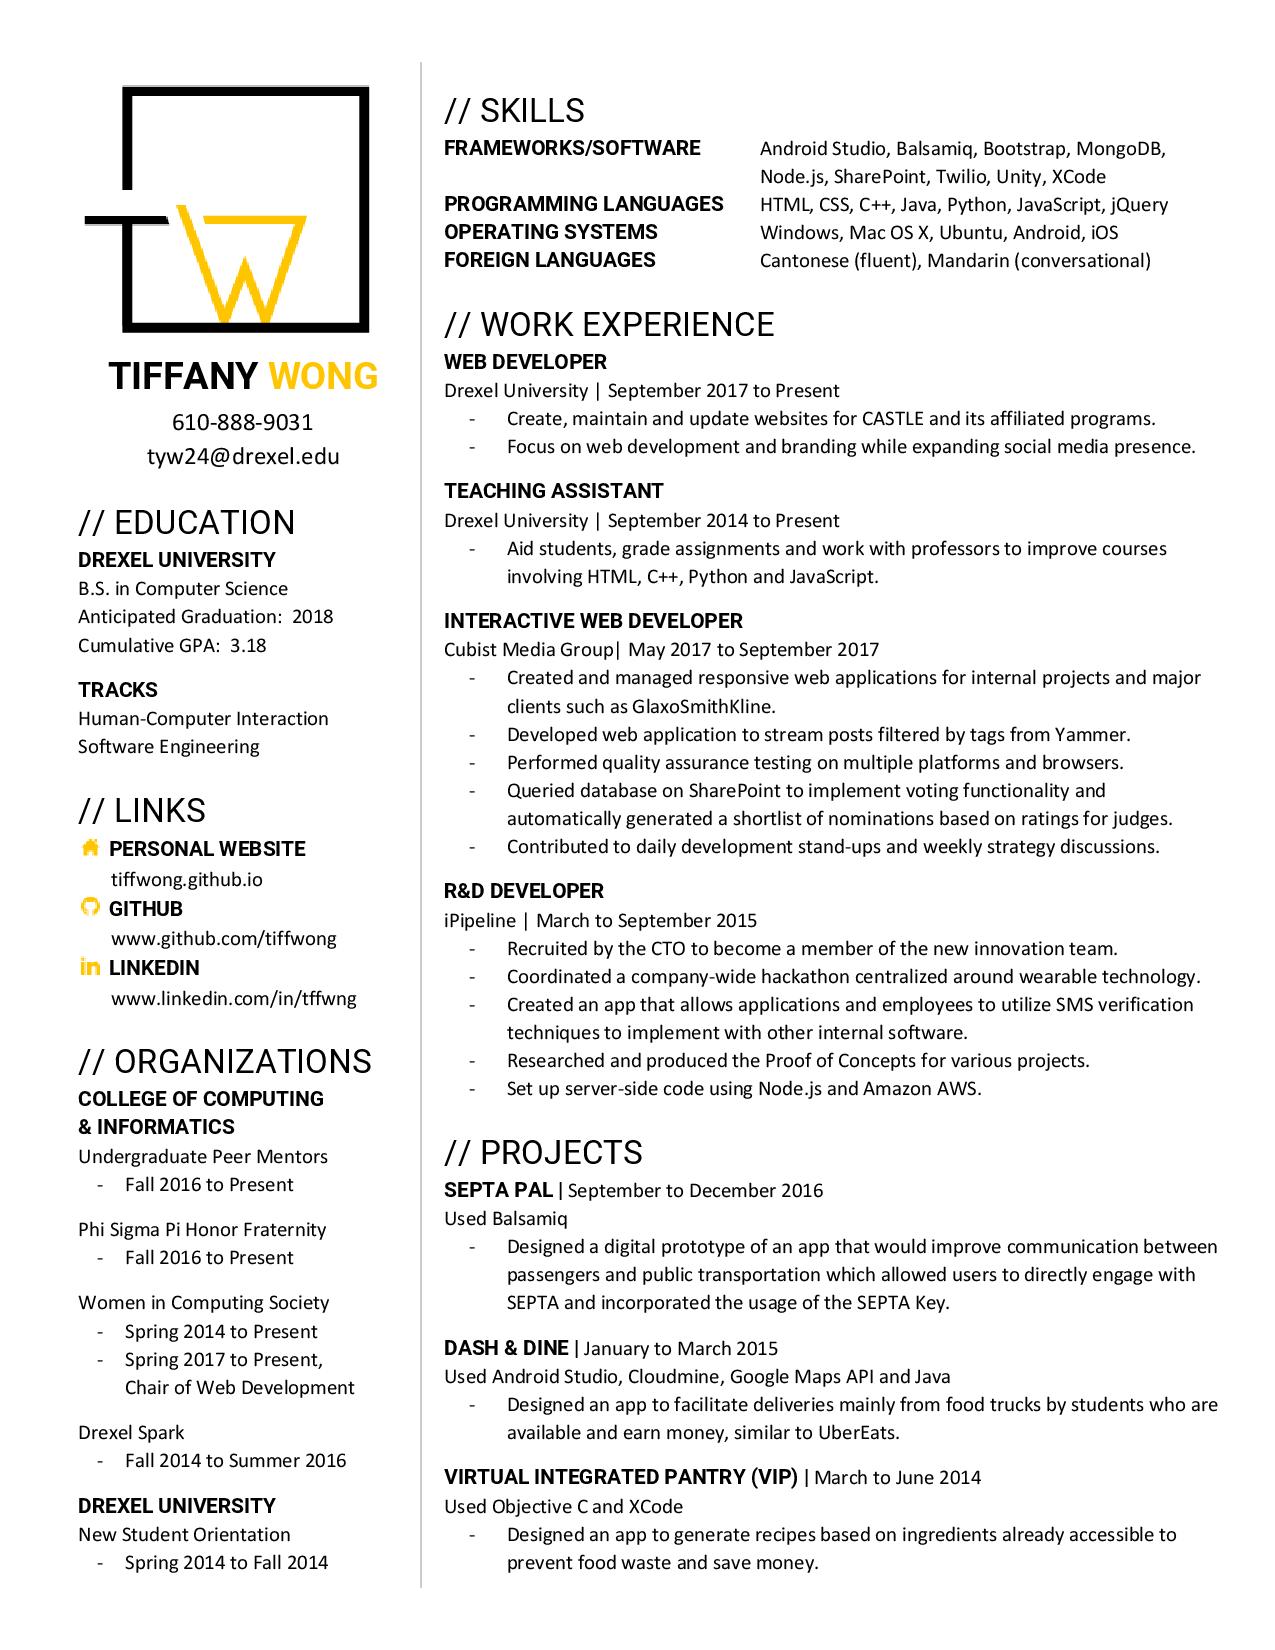 TW
TIFFANY WONG
610-888-9031
tyw24@drexel.edu
// EDUCATION
DREXEL UNIVERSITY
B.S. in Computer Science
Anticipated Graduation:  2018
Cumulative GPA:  3.18
TRACKS
Human-Computer Interaction
Software Engineering
// LINKS
PERSONAL WEBSITE
tiffwong.github.io
GITHUB
www.github.com/tiffwong
in LINKEDIN
www.linkedin.com/in/tffwng
// ORGANIZATIONS
COLLEGE OF COMPUTING
& INFORMATICS
Undergraduate Peer Mentors
- Fall 2016 to Present
Phi Sigma Pi Honor Fraternity
- Fall 2016 to Present
Women in Computing Society
- Spring 2014 to Present
- Spring 2017 to Present,
Chair of Web Development
Drexel Spark
- Fall 2014 to Summer 2016
DREXEL UNIVERSITY
New Student Orientation
- Spring 2014 to Fall 2014
// SKILLS
FRAMEWORKS/SOFTWARE Android Studio, Balsamiq, Bootstrap, MongoDB,
Node.js, SharePoint, Twilio, Unity, XCode
PROGRAMMING LANGUAGES HTML, CSS, C++, Java, Python, JavaScript, jQuery
OPERATING SYSTEMS Windows, Mac OS X, Ubuntu, Android, iOS
FOREIGN LANGUAGES Cantonese (fluent), Mandarin (conversational)
// WORK EXPERIENCE
WEB DEVELOPER
Drexel University | September 2017 to Present
- Create, maintain and update websites for CASTLE and its affiliated programs.
- Focus on web development and branding while expanding social media presence.
TEACHING ASSISTANT
Drexel University | September 2014 to Present
- Aid students, grade assignments and work with professors to improve courses
involving HTML, C++, Python and JavaScript.
INTERACTIVE WEB DEVELOPER
Cubist Media Group| May 2017 to September 2017
- Created and managed responsive web applications for internal projects and major
clients such as GlaxoSmithKline.
- Developed web application to stream posts filtered by tags from Yammer.
- Performed quality assurance testing on multiple platforms and browsers.
- Queried database on SharePoint to implement voting functionality and
automatically generated a shortlist of nominations based on ratings for judges.
- Contributed to daily development stand-ups and weekly strategy discussions.
R&D DEVELOPER
iPipeline | March to September 2015
- Recruited by the CTO to become a member of the new innovation team.
- Coordinated a company-wide hackathon centralized around wearable technology.
- Created an app that allows applications and employees to utilize SMS verification
techniques to implement with other internal software.
- Researched and produced the Proof of Concepts for various projects.
- Set up server-side code using Node.js and Amazon AWS.
// PROJECTS
SEPTA PAL | September to December 2016
Used Balsamiq
- Designed a digital prototype of an app that would improve communication between
passengers and public transportation which allowed users to directly engage with
SEPTA and incorporated the usage of the SEPTA Key.
DASH & DINE | January to March 2015
Used Android Studio, Cloudmine, Google Maps API and Java
- Designed an app to facilitate deliveries mainly from food trucks by students who are
available and earn money, similar to UberEats.
VIRTUAL INTEGRATED PANTRY (VIP) | March to June 2014
Used Objective C and XCode
- Designed an app to generate recipes based on ingredients already accessible to
prevent food waste and save money.